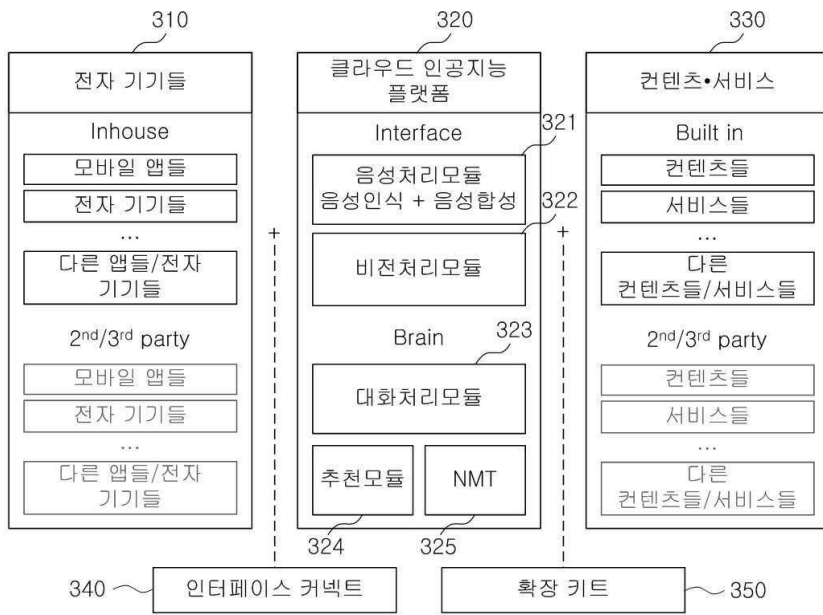 310
320
330
전자 기기들
클라우드 인공지능
플랫폼
컨텐츠•서비스
Inhouse
모바일 앱들
전자 기기들
...
다른 앱들/전자
기기들
2nd/3rd party
모바일 앱들
전자 기기들
...
다른 앱들/전자
기기들
Interface
321
음성처리모듈
음성인식 + 음성합성
322
비전처리모듈
Brain
323
대화처리모듈
추천모듈
NMT
324
325
Built in
컨텐츠들
서비스들
...
다른
컨텐츠들/서비스들
2nd/3rd party
컨텐츠들
서비스들
...
다른
컨텐츠들/서비스들
+
+
340
인터페이스 커넥트
확장 키트
350